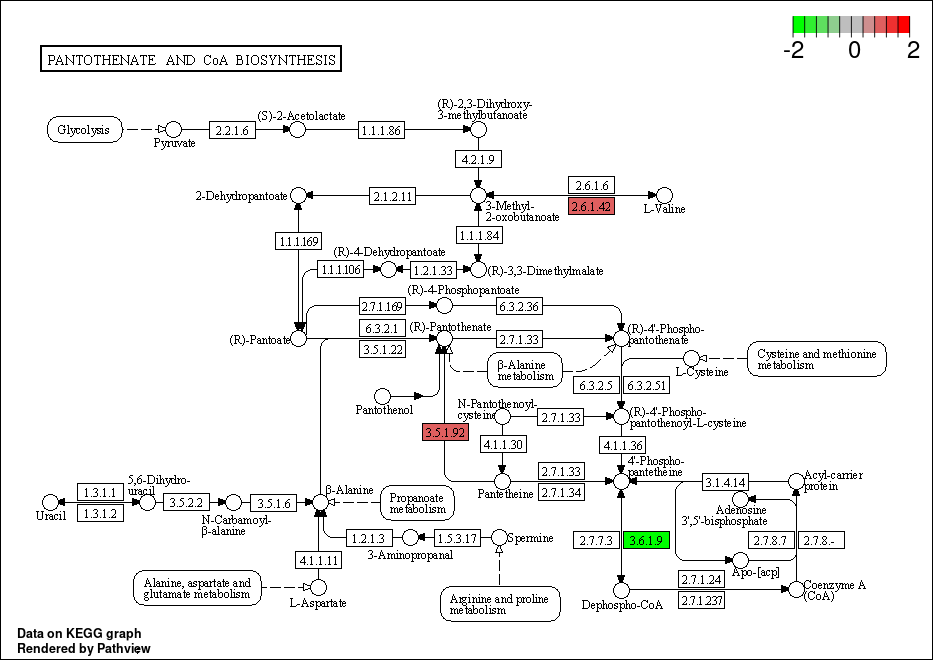 -2 0 2
PANTOTHENATE AND CoA BIOSYNTHESIS
(R)-2,3-Dihydroxy-
3-methylbutanoate
(S)-2-Acetolactate
Glycolysis
2.2.1.6
1.1.1.86
Pyruvate
4.2.1.9
2.6.1.6
2-Dehydropantoate
2.1.2.11
2.6.1.42
L-Valine
3-Methyl-
2-oxobutanoate
1.1.1.169
1.1.1.84
(R)-4-Dehydropantoate
1.1.1.106
1.2.1.33
(R)-3,3-Dimethylmalate
(R)-4-Phosphopantoate
2.7.1.169
6.3.2.36
6.3.2.1
(R)-Pantothenate
(R)-4'-Phospho-
pantothenate
(R)-Pantoate
3.5.1.22
2.7.1.33
β-Alanine
metabolism
Cysteine and methionine
metabolism
L-Cysteine
6.3.2.5
6.3.2.51
Pantothenol
N-Pantothenoyl-
cysteine
2.7.1.33
(R)-4'-Phospho-
pantothenoyl-L-cysteine
3.5.1.92
4.1.1.30
4.1.1.36
4'-Phospho-
pantetheine
2.7.1.33
2.7.1.34
Pantetheine
3.1.4.14
Acyl-carrier
protein
5,6-Dihydro-
uracil
1.3.1.1
1.3.1.2
Uracil
3.5.2.2
3.5.1.6
N-Carbamoyl-
β-alanine
β-Alanine
Propanoate
metabolism
Adenosine
3',5'-bisphosphate
1.2.1.3
1.5.3.17
Spermine
3-Aminopropanal
2.7.7.3
3.6.1.9
2.7.8.7
2.7.8.-
4.1.1.11
Apo-[acp]
Alanine, aspartate and
glutamate metabolism
L-Aspartate
Arginine and proline
metabolism
2.7.1.24
2.7.1.237
Dephospho-CoA
Coenzyme A
(CoA)
Data on KEGG graph
Rendered by Pathview